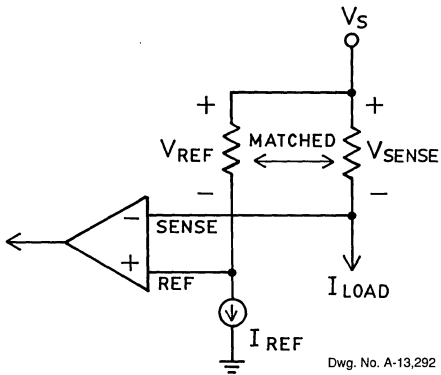 VS
+ +
VREF MATCHED VSENSE
− −
− SENSE
+ REF
ILOAD
IREF
Dwg. No. A-13,292